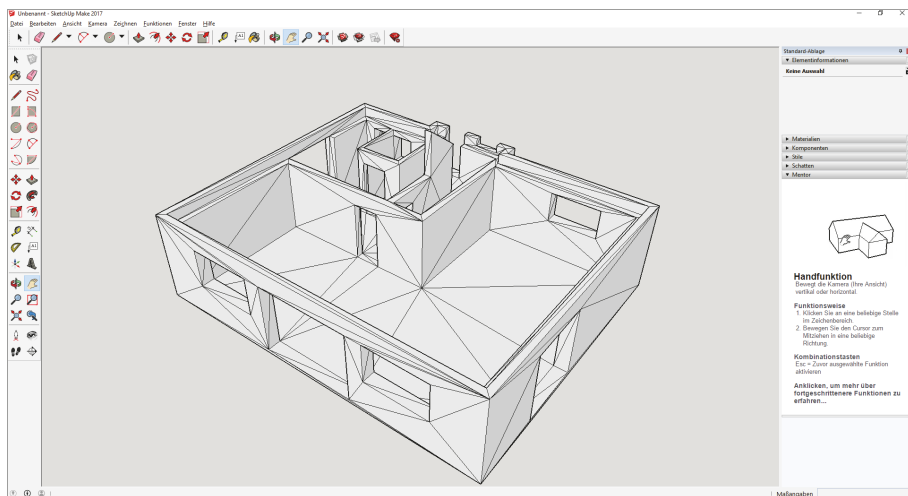 Unbenannt - SketchUp Make 2017
Datei Bearbeiten Ansicht Kamera Zeichnen Funktionen Fenster Hilfe
Standard-Ablage
Elementinformationen
Keine Auswahl
Materialien
Komponenten
Stile
Schatten
Mentor
Handfunktion
Bewegt die Kamera (Ihre Ansicht)
vertikal oder horizontal.
Funktionsweise
1. Klicken Sie an eine beliebige Stelle
im Zeichenbereich.
2. Bewegen Sie den Cursor zum
Mitziehen in eine beliebige
Richtung.
Kombinationstasten
Esc = Zuvor ausgewählte Funktion
aktivieren
Anklicken, um mehr über
fortgeschrittenere Funktionen zu
erfahren...
Maßangaben